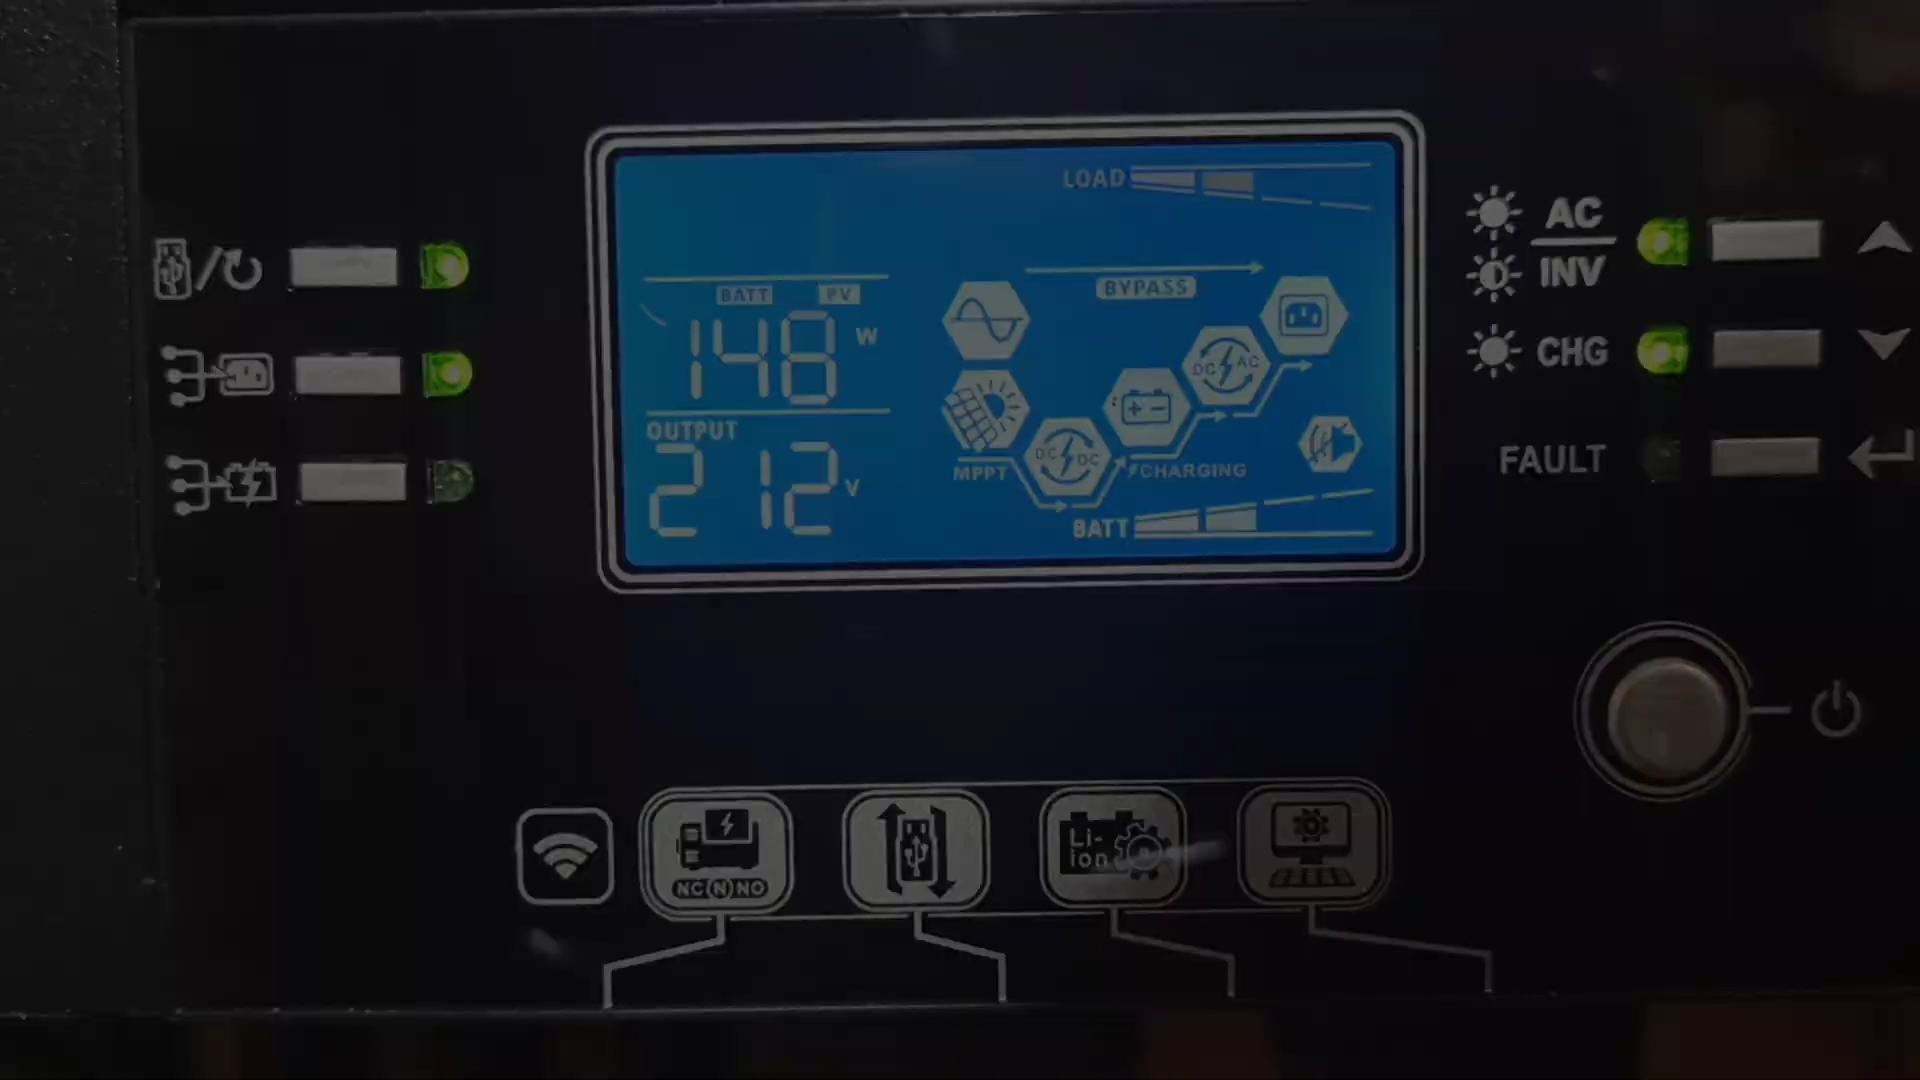 LOAD
AC
INV
BATT PV
BYPASS
148 W
DC AC
CHG
OUTPUT
DC DC
MPPT
CHARGING
FAULT
212 V
BATT
Li-
ion
NC N NO